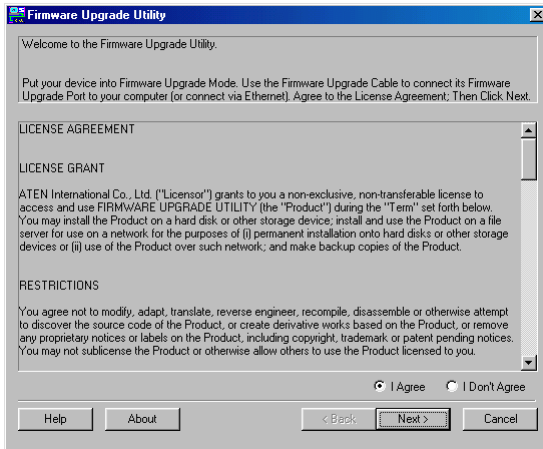 Firmware Upgrade Utility
Welcome to the Firmware Upgrade Utility.
Put your device into Firmware Upgrade Mode. Use the Firmware Upgrade Cable to connect its Firmware
Upgrade Port to your computer (or connect via Ethernet). Agree to the License Agreement; Then Click Next.
LICENSE AGREEMENT
LICENSE GRANT
ATEN International Co., Ltd. ("Licensor") grants to you a non-exclusive, non-transferable license to
access and use FIRMWARE UPGRADE UTILITY (the "Product") during the "Term" set forth below.
You may install the Product on a hard disk or other storage device; install and use the Product on a file
server for use on a network for the purposes of (i) permanent installation onto hard disks or other storage
devices or (ii) use of the Product over such network; and make backup copies of the Product.
RESTRICTIONS
You agree not to modify, adapt, translate, reverse engineer, recompile, disassemble or otherwise attempt
to discover the source code of the Product, or create derivative works based on the Product, or remove
any proprietary notices or labels on the Product, including copyright, trademark or patent pending notices.
You may not sublicense the Product or otherwise allow others to use the Product licensed to you.
I Agree I Don't Agree
Help About < Back Next > Cancel